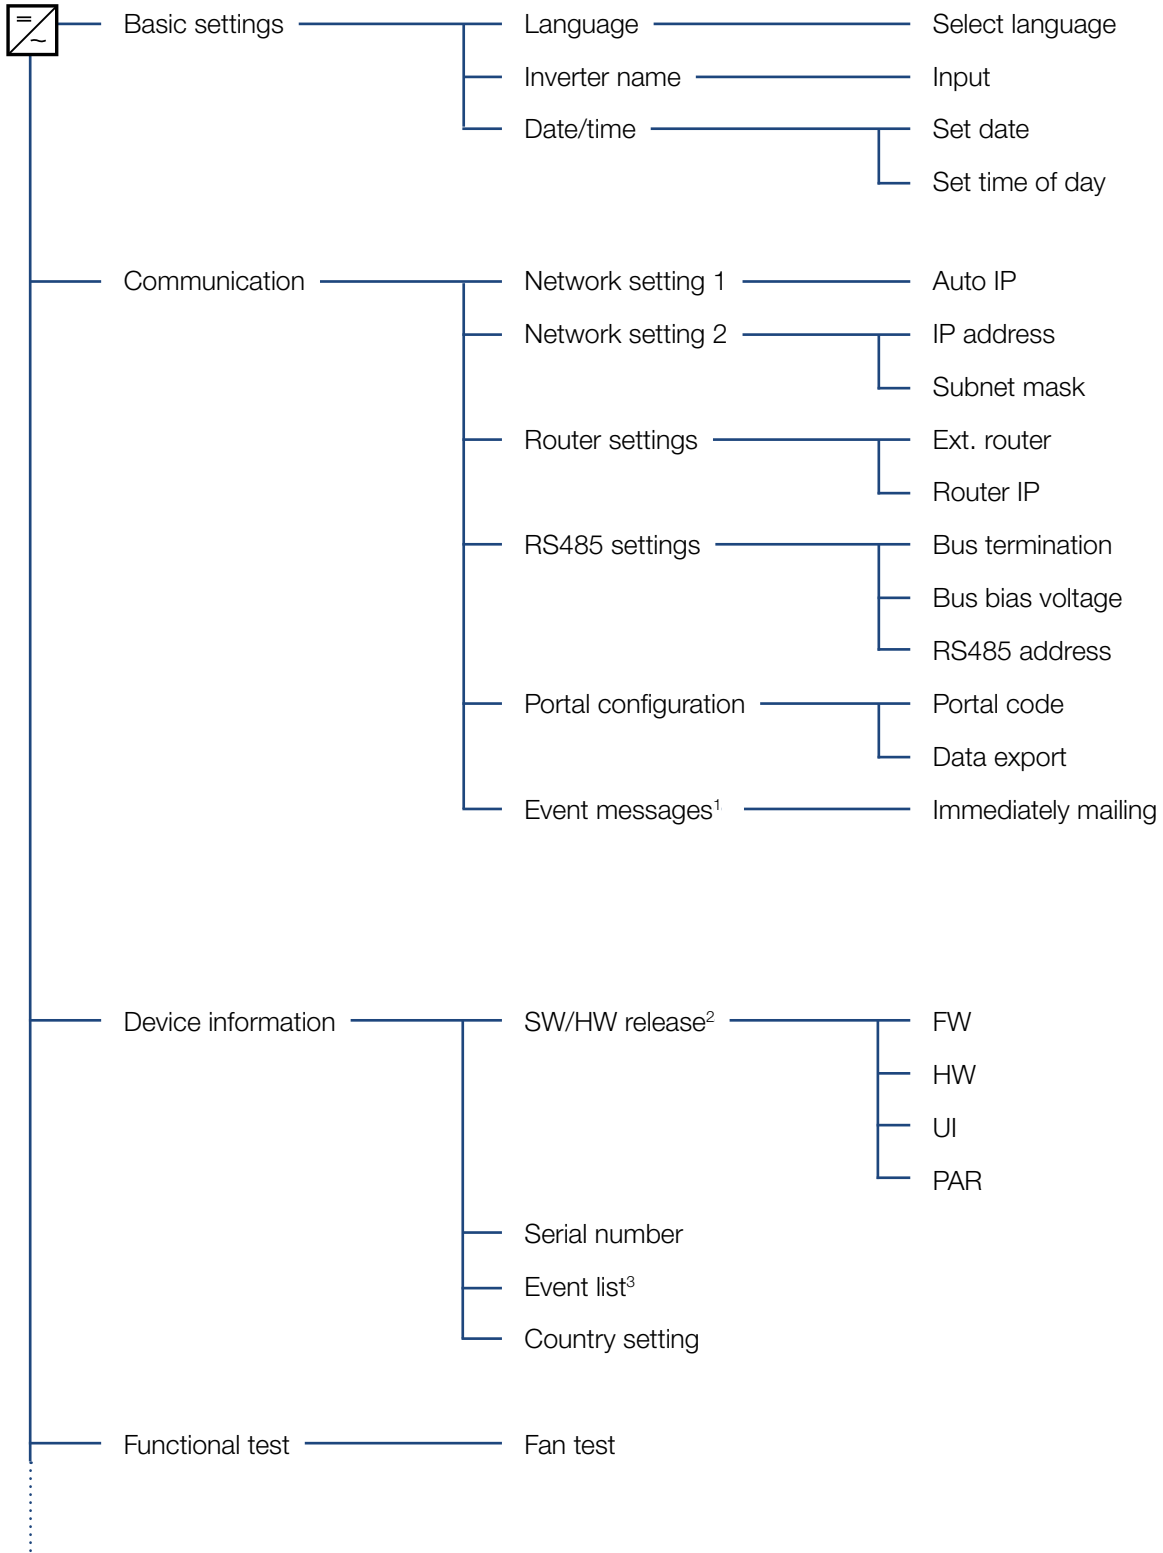 Basic settings Language Select language
Inverter name Input
Date/time Set date
Set time of day
Communication Network setting 1 Auto IP
Network setting 2 IP address
Subnet mask
Router settings Ext. router
Router IP
RS485 settings Bus termination
Bus bias voltage
RS485 address
Portal configuration Portal code
Data export
Event messages¹ Immediately mailing
Device information SW/HW release² FW
HW
UI
PAR
Serial number
Event list³
Country setting
Functional test Fan test